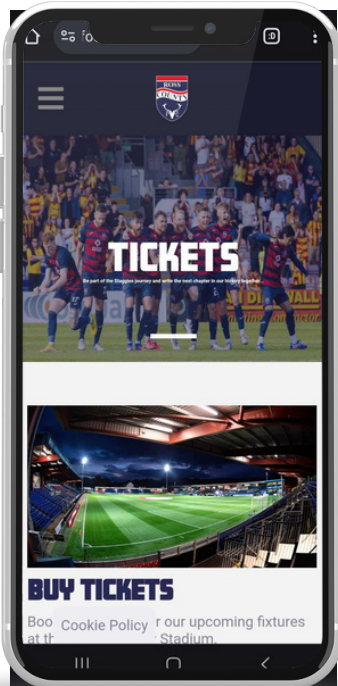 :D
ROSS
COUNTY
TICKETS
Be part of the Staggies journey and write the next chapter in our history together.
BUY TICKETS
Boo r our upcoming fixtures
Cookie Policy
at th Stadium.